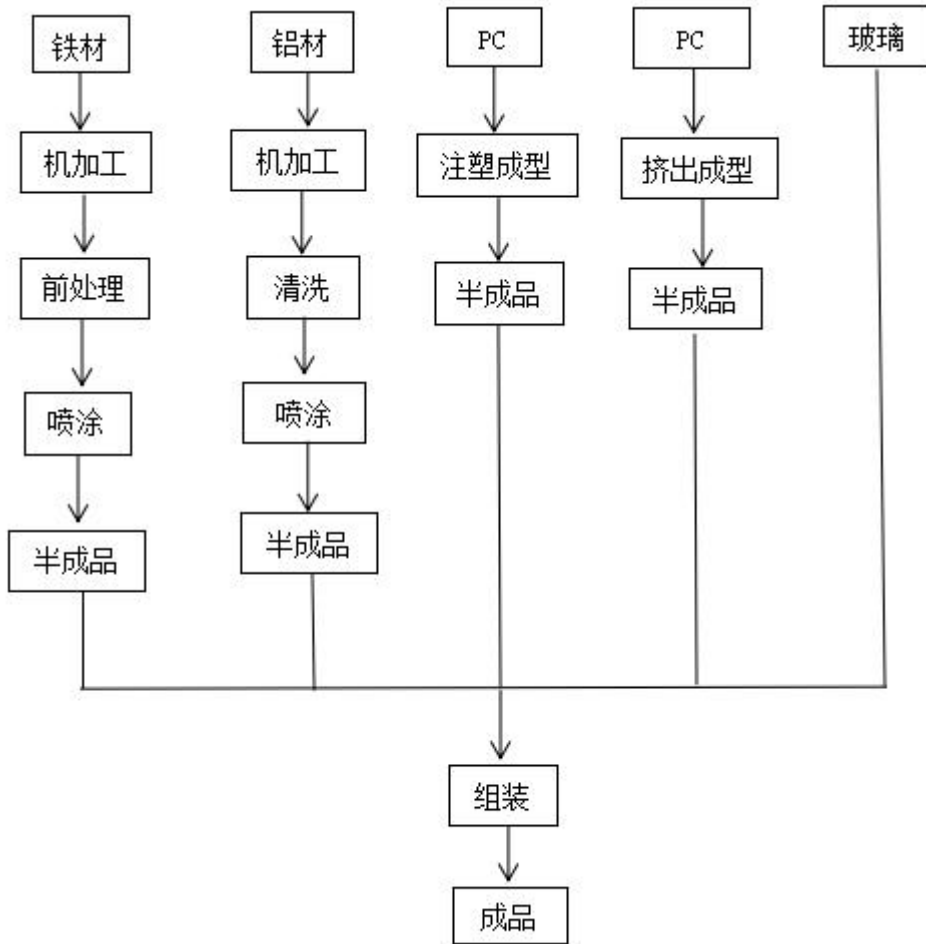 铁材
铝材
PC
PC
玻璃
机加工
机加工
注塑成型
挤出成型
前处理
清洗
半成品
半成品
喷涂
喷涂
半成品
半成品
组装
成品